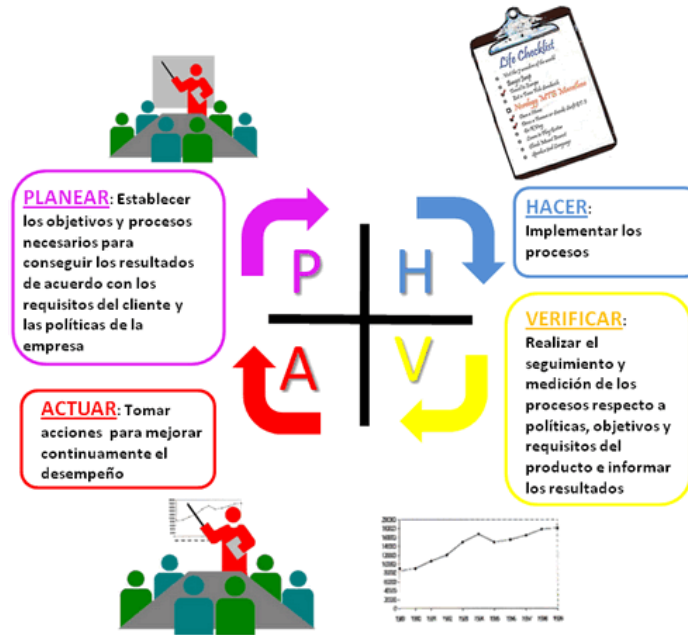 Life Checklist
PLANEAR: Establecer
los objetivos y procesos
necesarios para
conseguir los resultados
de acuerdo con los
requisitos del cliente y
las políticas de la
empresa
P
H
HACER:
Implementar los
procesos
A
V
VERIFICAR:
Realizar el
seguimiento y
medición de los
procesos respecto a
políticas, objetivos y
requisitos del
producto e informar
los resultados
ACTUAR: Tomar
acciones para mejorar
continuamente el
desempeño